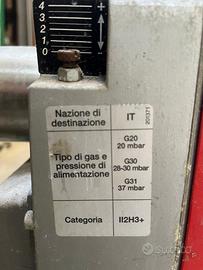 4
3
2
1
0
+
-
Nazione di
destinazione
IT
Tipo di gas e
pressione di
alimentazione
G20
20 mbar
G30
28-30 mbar
G31
37 mbar
Categoria
II2H3+
subito